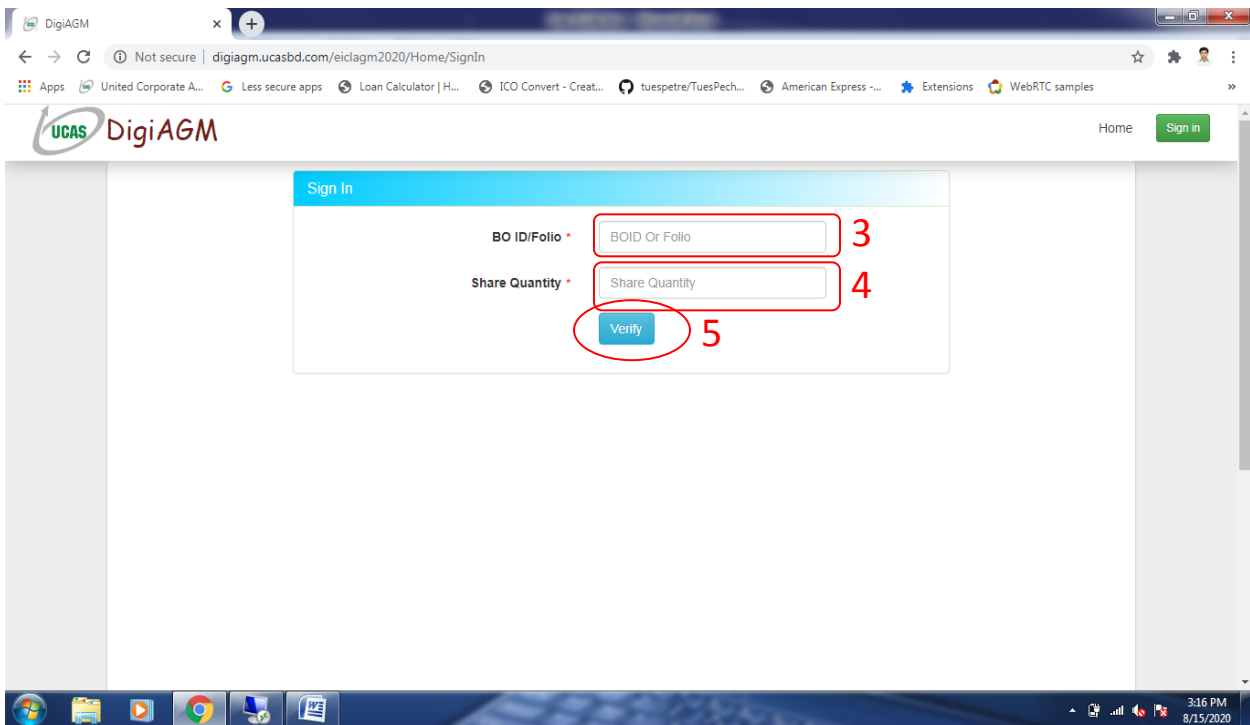 DigiAGM
Not secure | digiagm.ucasbd.com/eiclagm2020/Home/SignIn
Apps United Corporate A... Less secure apps Loan Calculator | H... ICO Convert - Creat... tuespetre/TuesPech... American Express -... Extensions WebRTC samples »
UCAS DigiAGM Home Sign in
Sign In
BO ID/Folio * BOID Or Folio 3
Share Quantity * Share Quantity 4
Verify 5
3:16 PM
8/15/2020